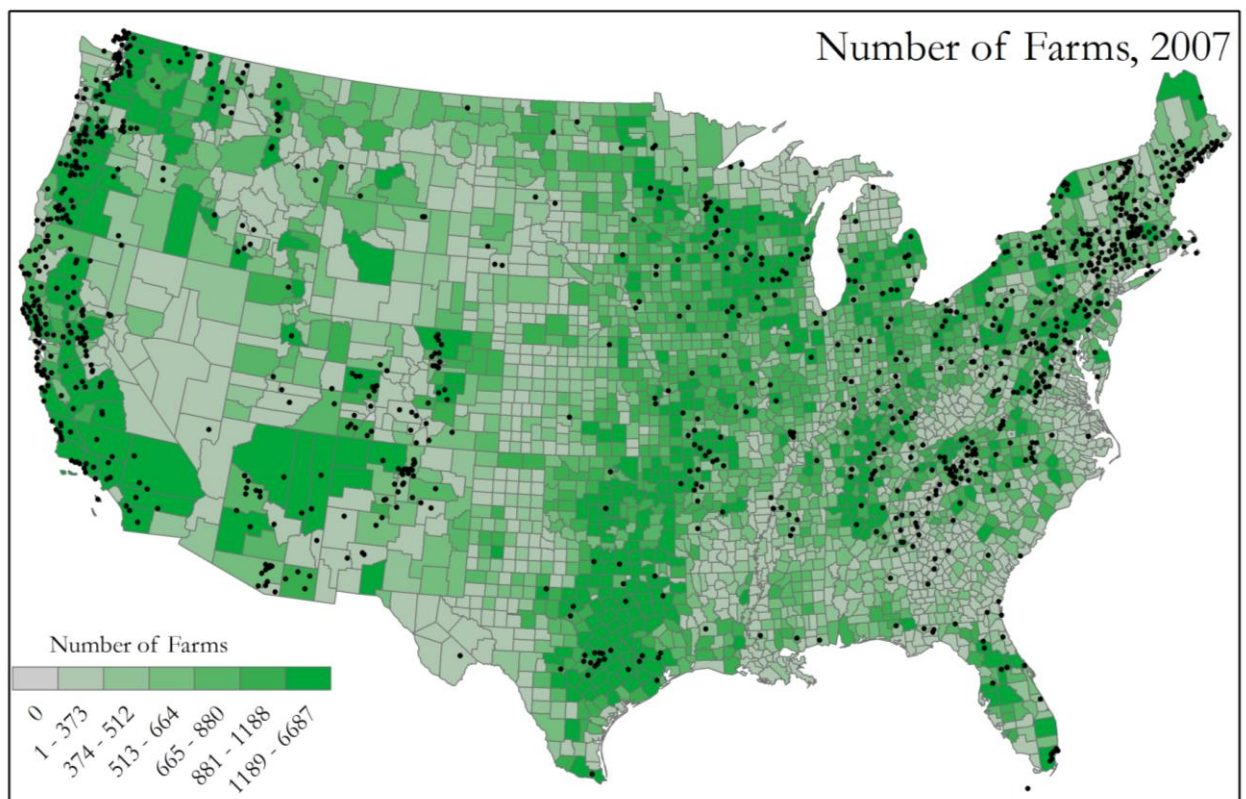 Number of Farms, 2007
Number of Farms
0
1 - 373
374 - 512
513 - 664
665 - 880
881 - 1188
1189 - 6687